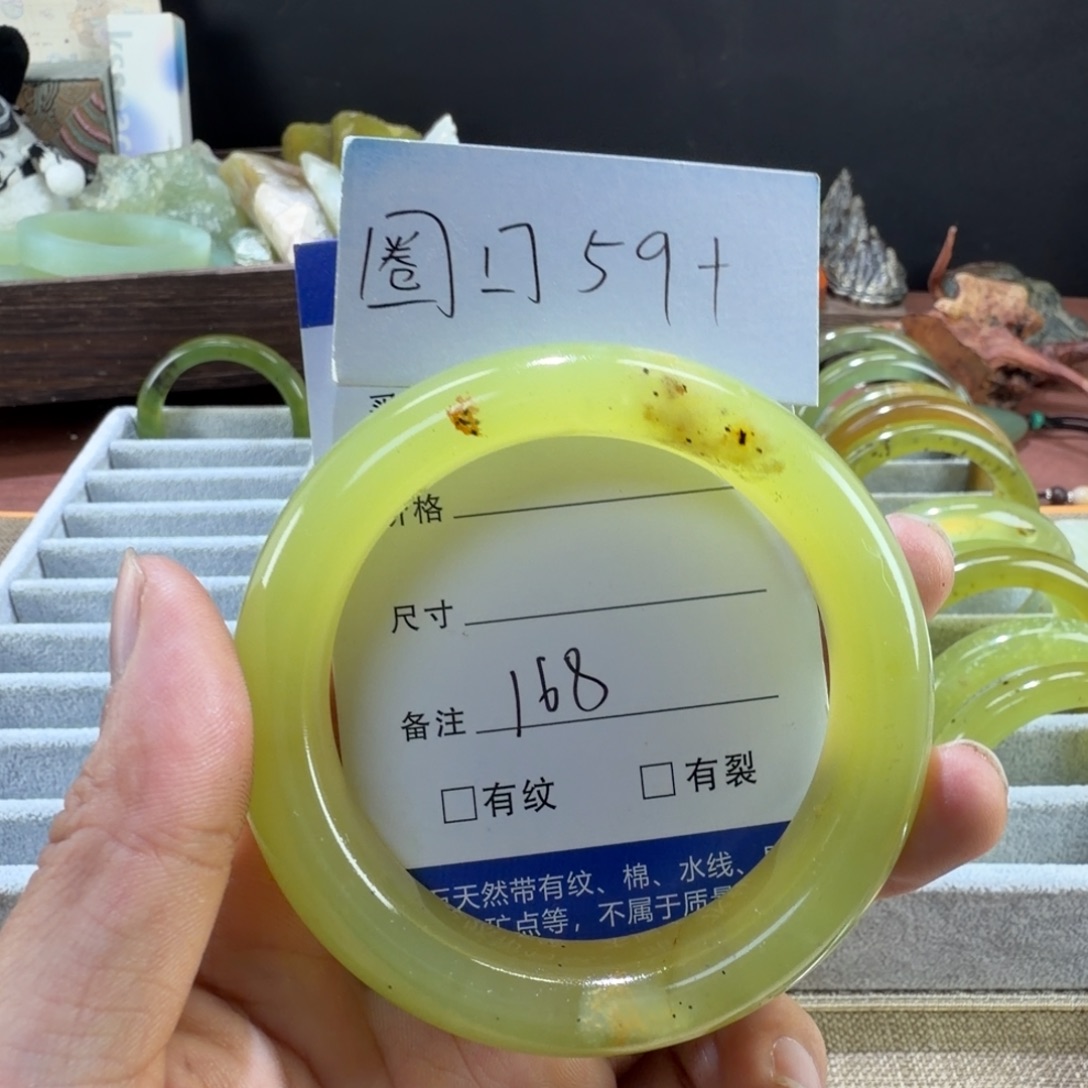 圈口59+
价格
尺寸
备注 168
□有纹 □有裂
天然带有纹、棉、水线、
矿点等，不属于质量